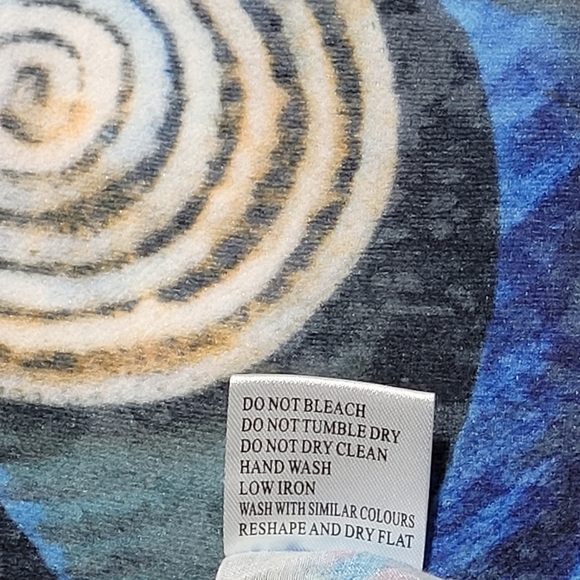 DO NOT BLEACH
DO NOT TUMBLE DRY
DO NOT DRY CLEAN
HAND WASH
LOW IRON
WASH WITH SIMILAR COLOURS
RESHAPE AND DRY FLAT